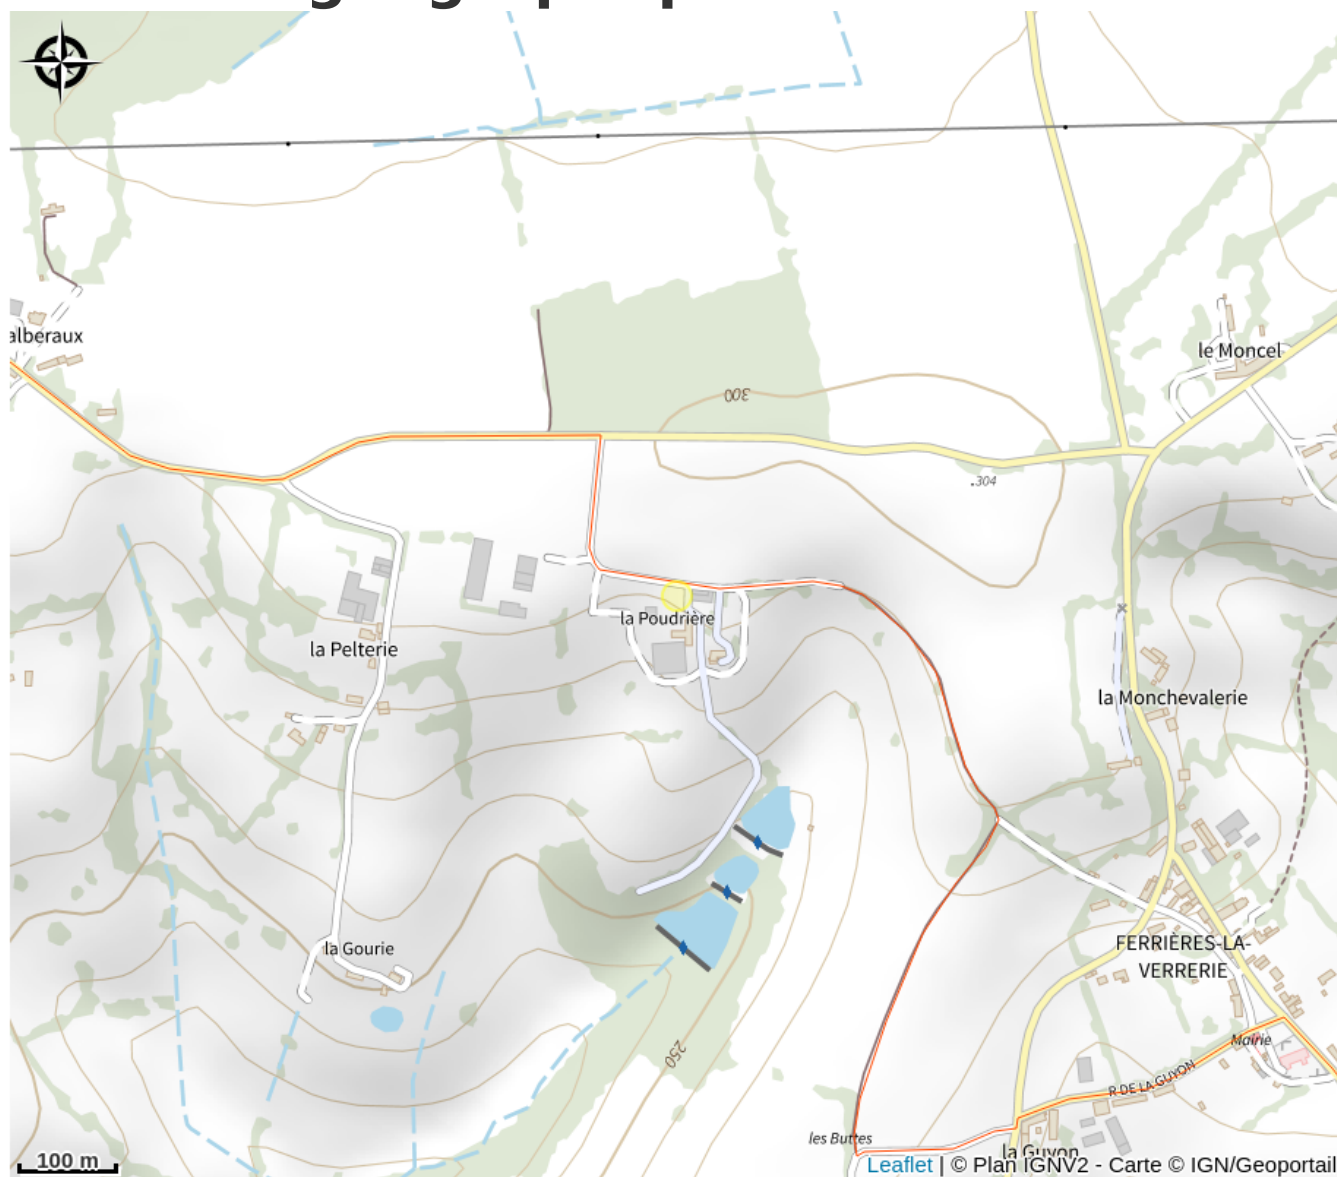 alberaux
le Moncel
300
.304
la Poudrière
la Pelterie
la Monchevalerie
FERRIÈRES-LA-
VERRERIE
la Gourie
250
Mairie
R DE LA GUYON
les Buttes
la Guyon
100 m
Leaflet | © Plan IGNV2 - Carte © IGN/Geoportail